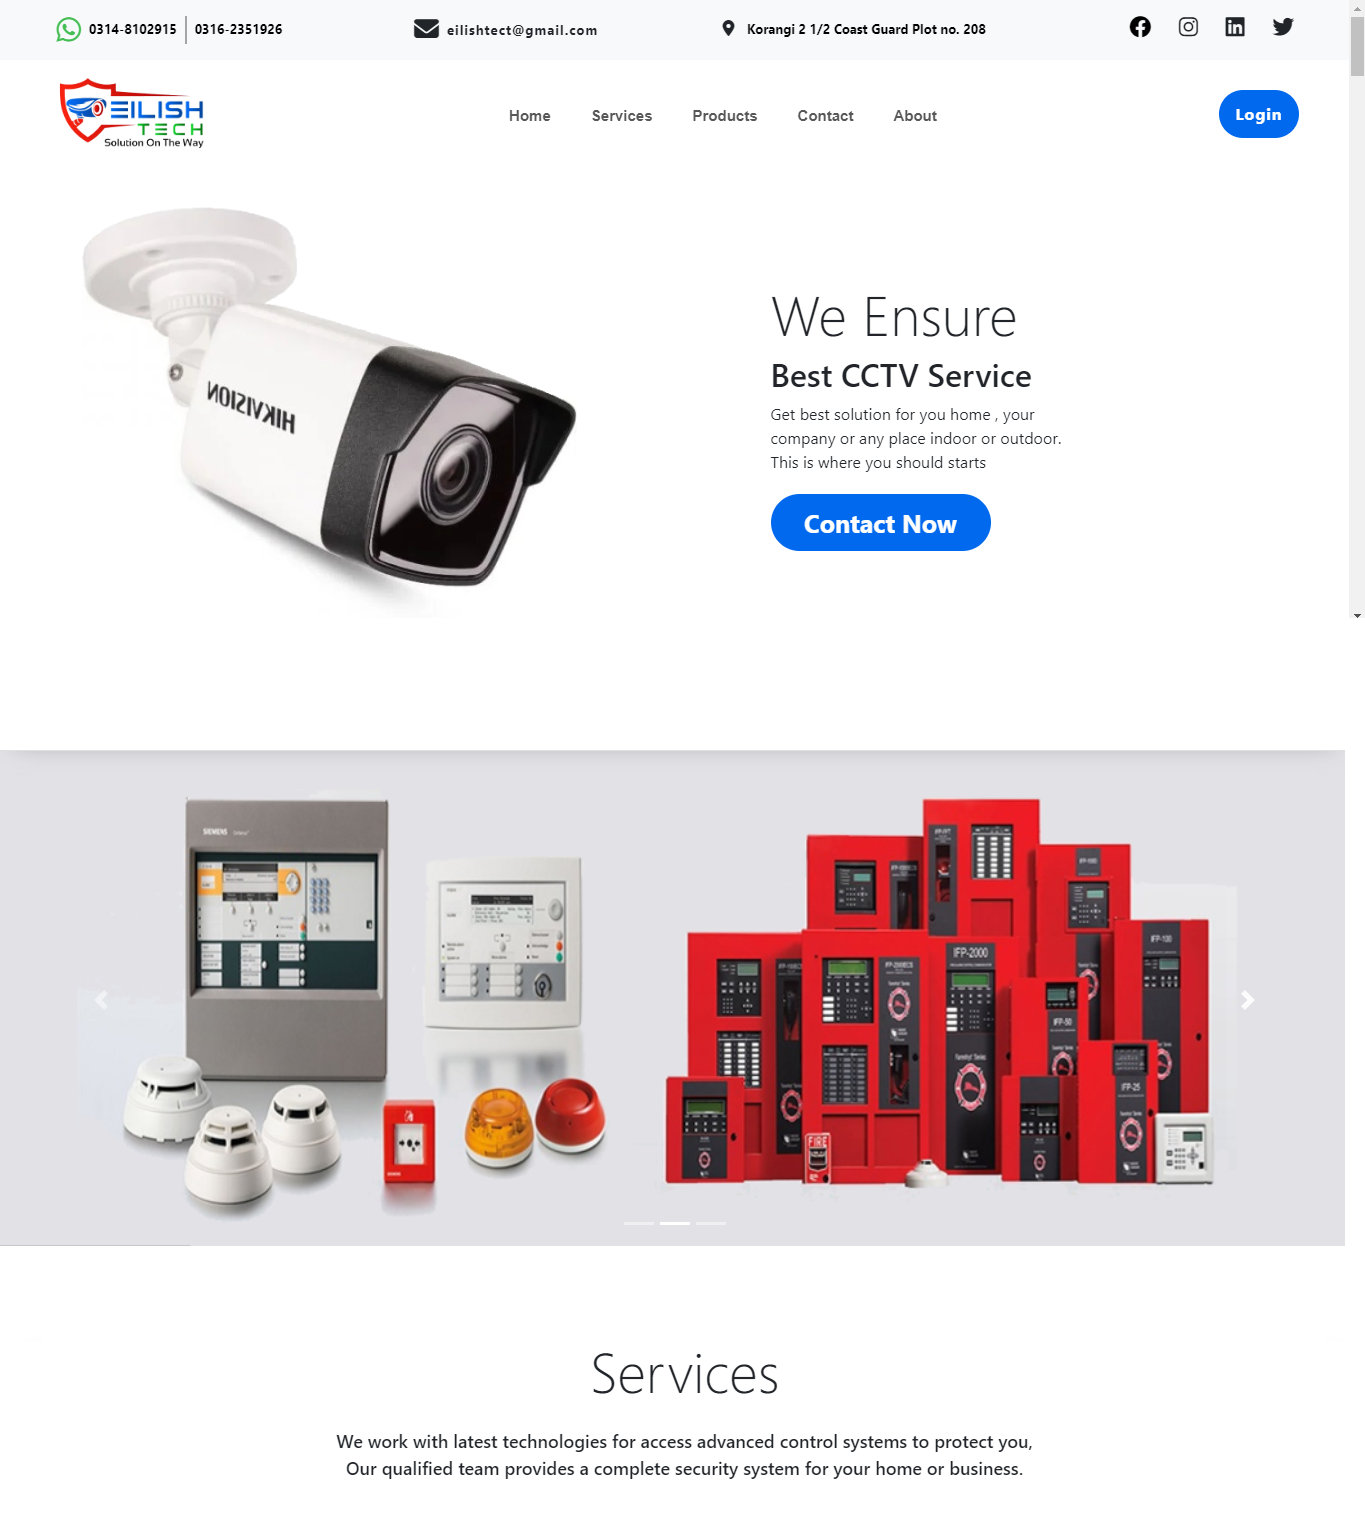 0314-8102915
0316-2351926
eilishtect@gmail.com
Korangi 2 1/2 Coast Guard Plot no. 208
EILISH
TECH
Solution On The Way
Home
Services
Products
Contact
About
Login
HIKVISION
We Ensure
Best CCTV Service
Get best solution for you home , your
company or any place indoor or outdoor.
This is where you should starts
Contact Now
SIEMENS
IFP-2000
IFP-100
IFP-50
IFP-25
FIRE
Services
We work with latest technologies for access advanced control systems to protect you,
Our qualified team provides a complete security system for your home or business.